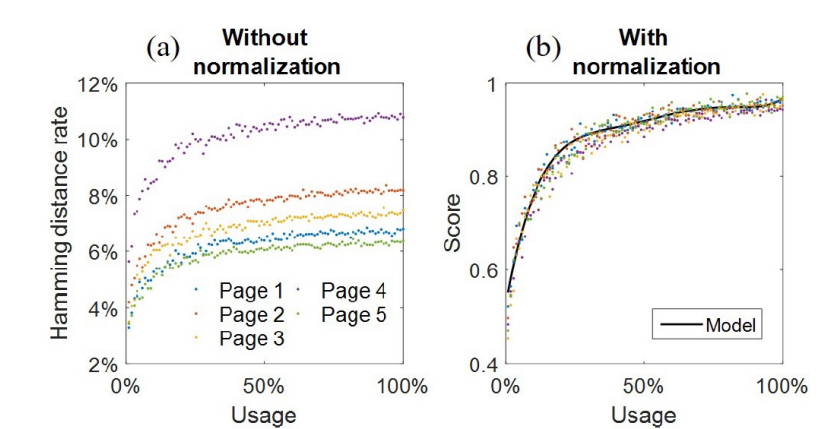 (a)
Without
normalization
12%
10%
8%
6%
4%
2%
Hamming distance rate
Page 1
Page 4
Page 2
Page 5
Page 3
0%
50%
100%
Usage
(b)
With
normalization
1
0.8
0.6
0.4
Score
Model
0%
50%
100%
Usage